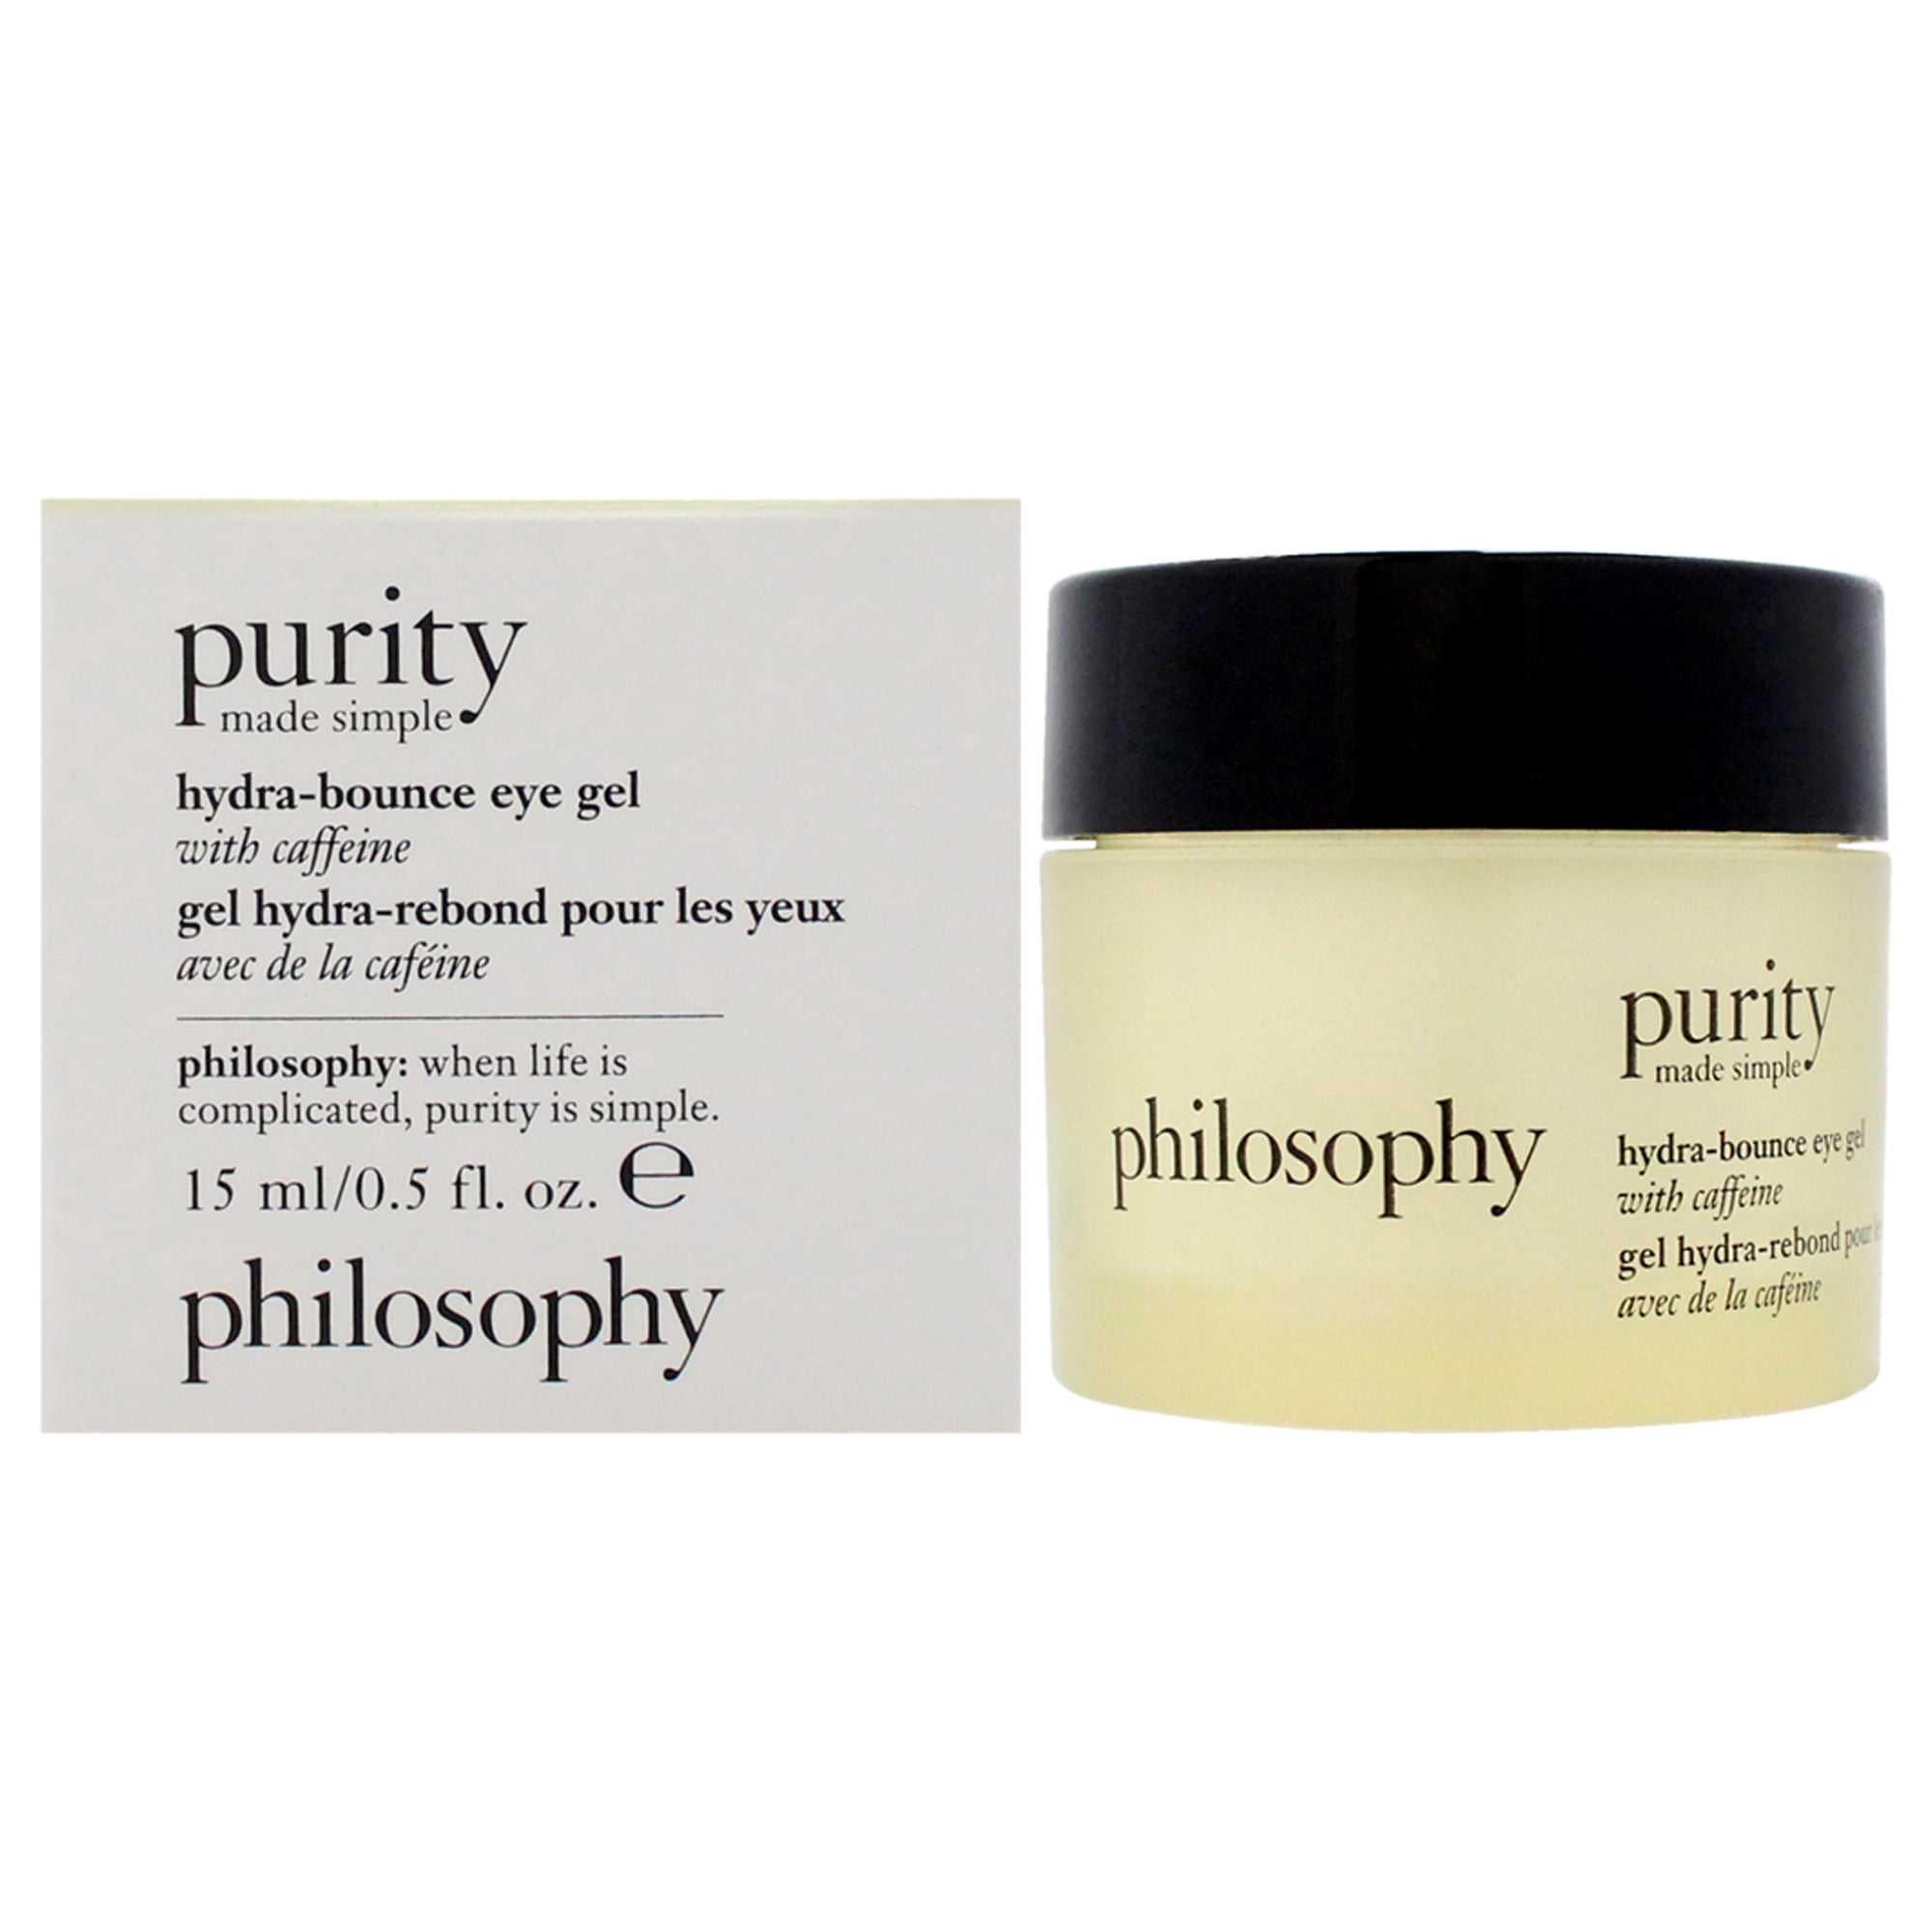 purity
made simple
hydra-bounce eye gel
with caffeine
gel hydra-rebond pour les yeux
avec de la caféine
philosophy: when life is
complicated, purity is simple.
15 ml/0.5 fl. oz. ℮
philosophy
philosophy
purity
made simple
hydra-bounce eye gel
with caffeine
gel hydra-rebond pour
avec de la caféine